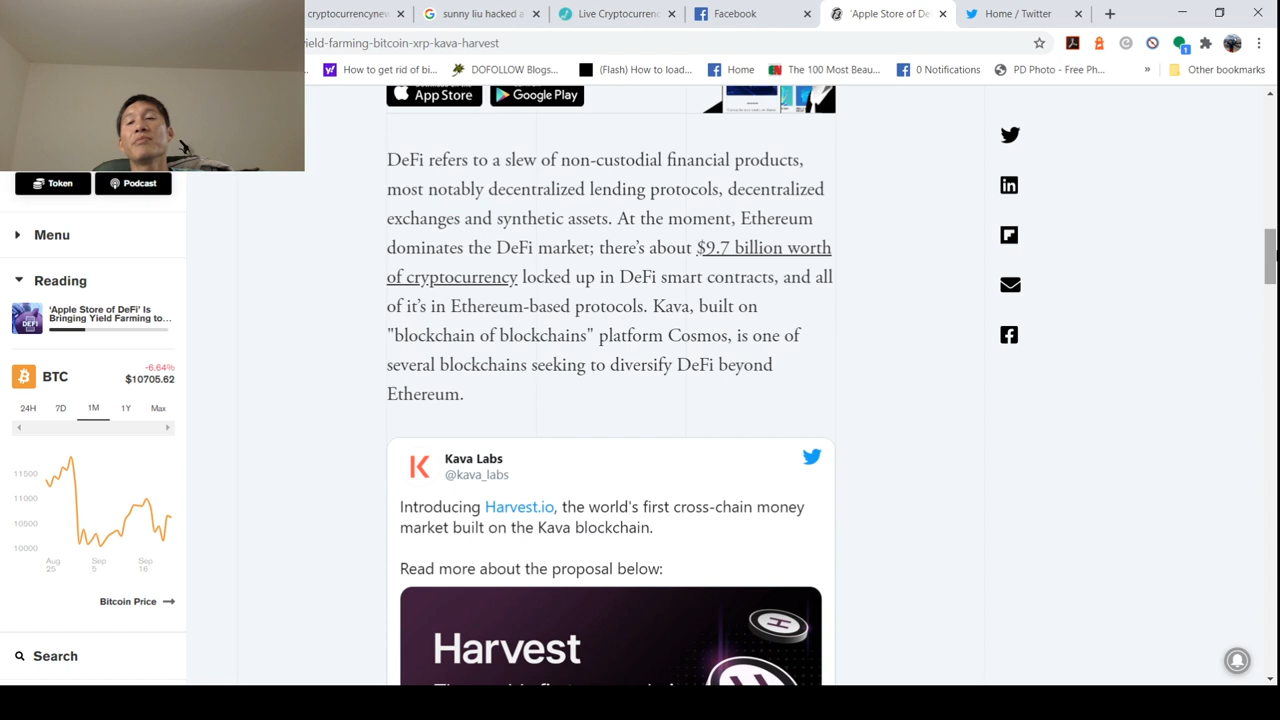 cryptocurrencynew
sunny liu hacked a
Live Cryptocurrenc
Facebook
'Apple Store of De
Home / Twitter
ield-farming-bitcoin-xrp-kava-harvest
How to get rid of bi...
DOFOLLOW Blogs...
(Flash) How to load...
Home
The 100 Most Beau...
0 Notifications
PD Photo - Free Ph...
»
Other bookmarks
App Store
Google Play
Token
Podcast
Menu
Reading
'Apple Store of DeFi' Is
Bringing Yield Farming to...
DEFI
BTC
-6.64%
$10705.62
24H 7D 1M 1Y Max
11500
11000
10500
10000
Aug
25
Sep
5
Sep
16
Bitcoin Price
Search
DeFi refers to a slew of non-custodial financial products,
most notably decentralized lending protocols, decentralized
exchanges and synthetic assets. At the moment, Ethereum
dominates the DeFi market; there's about $9.7 billion worth
of cryptocurrency locked up in DeFi smart contracts, and all
of it's in Ethereum-based protocols. Kava, built on
"blockchain of blockchains" platform Cosmos, is one of
several blockchains seeking to diversify DeFi beyond
Ethereum.
Kava Labs
@kava_labs
Introducing Harvest.io, the world's first cross-chain money
market built on the Kava blockchain.
Read more about the proposal below:
Harvest